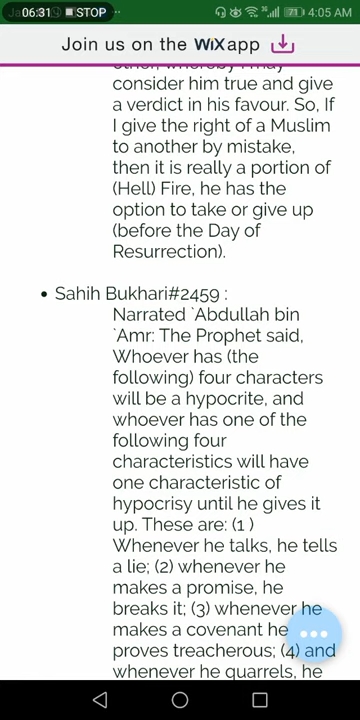 06:31 STOP ... 4:05 AM
Join us on the WiXapp
other, whereby I may
consider him true and give
a verdict in his favour. So, If
I give the right of a Muslim
to another by mistake,
then it is really a portion of
(Hell) Fire, he has the
option to take or give up
(before the Day of
Resurrection).
• Sahih Bukhari#2459 :
Narrated `Abdullah bin
`Amr: The Prophet said,
Whoever has (the
following) four characters
will be a hypocrite, and
whoever has one of the
following four
characteristics will have
one characteristic of
hypocrisy until he gives it
up. These are: (1 )
Whenever he talks, he tells
a lie; (2) whenever he
makes a promise, he
breaks it; (3) whenever he
makes a covenant he
proves treacherous; (4) and
whenever he quarrels, he